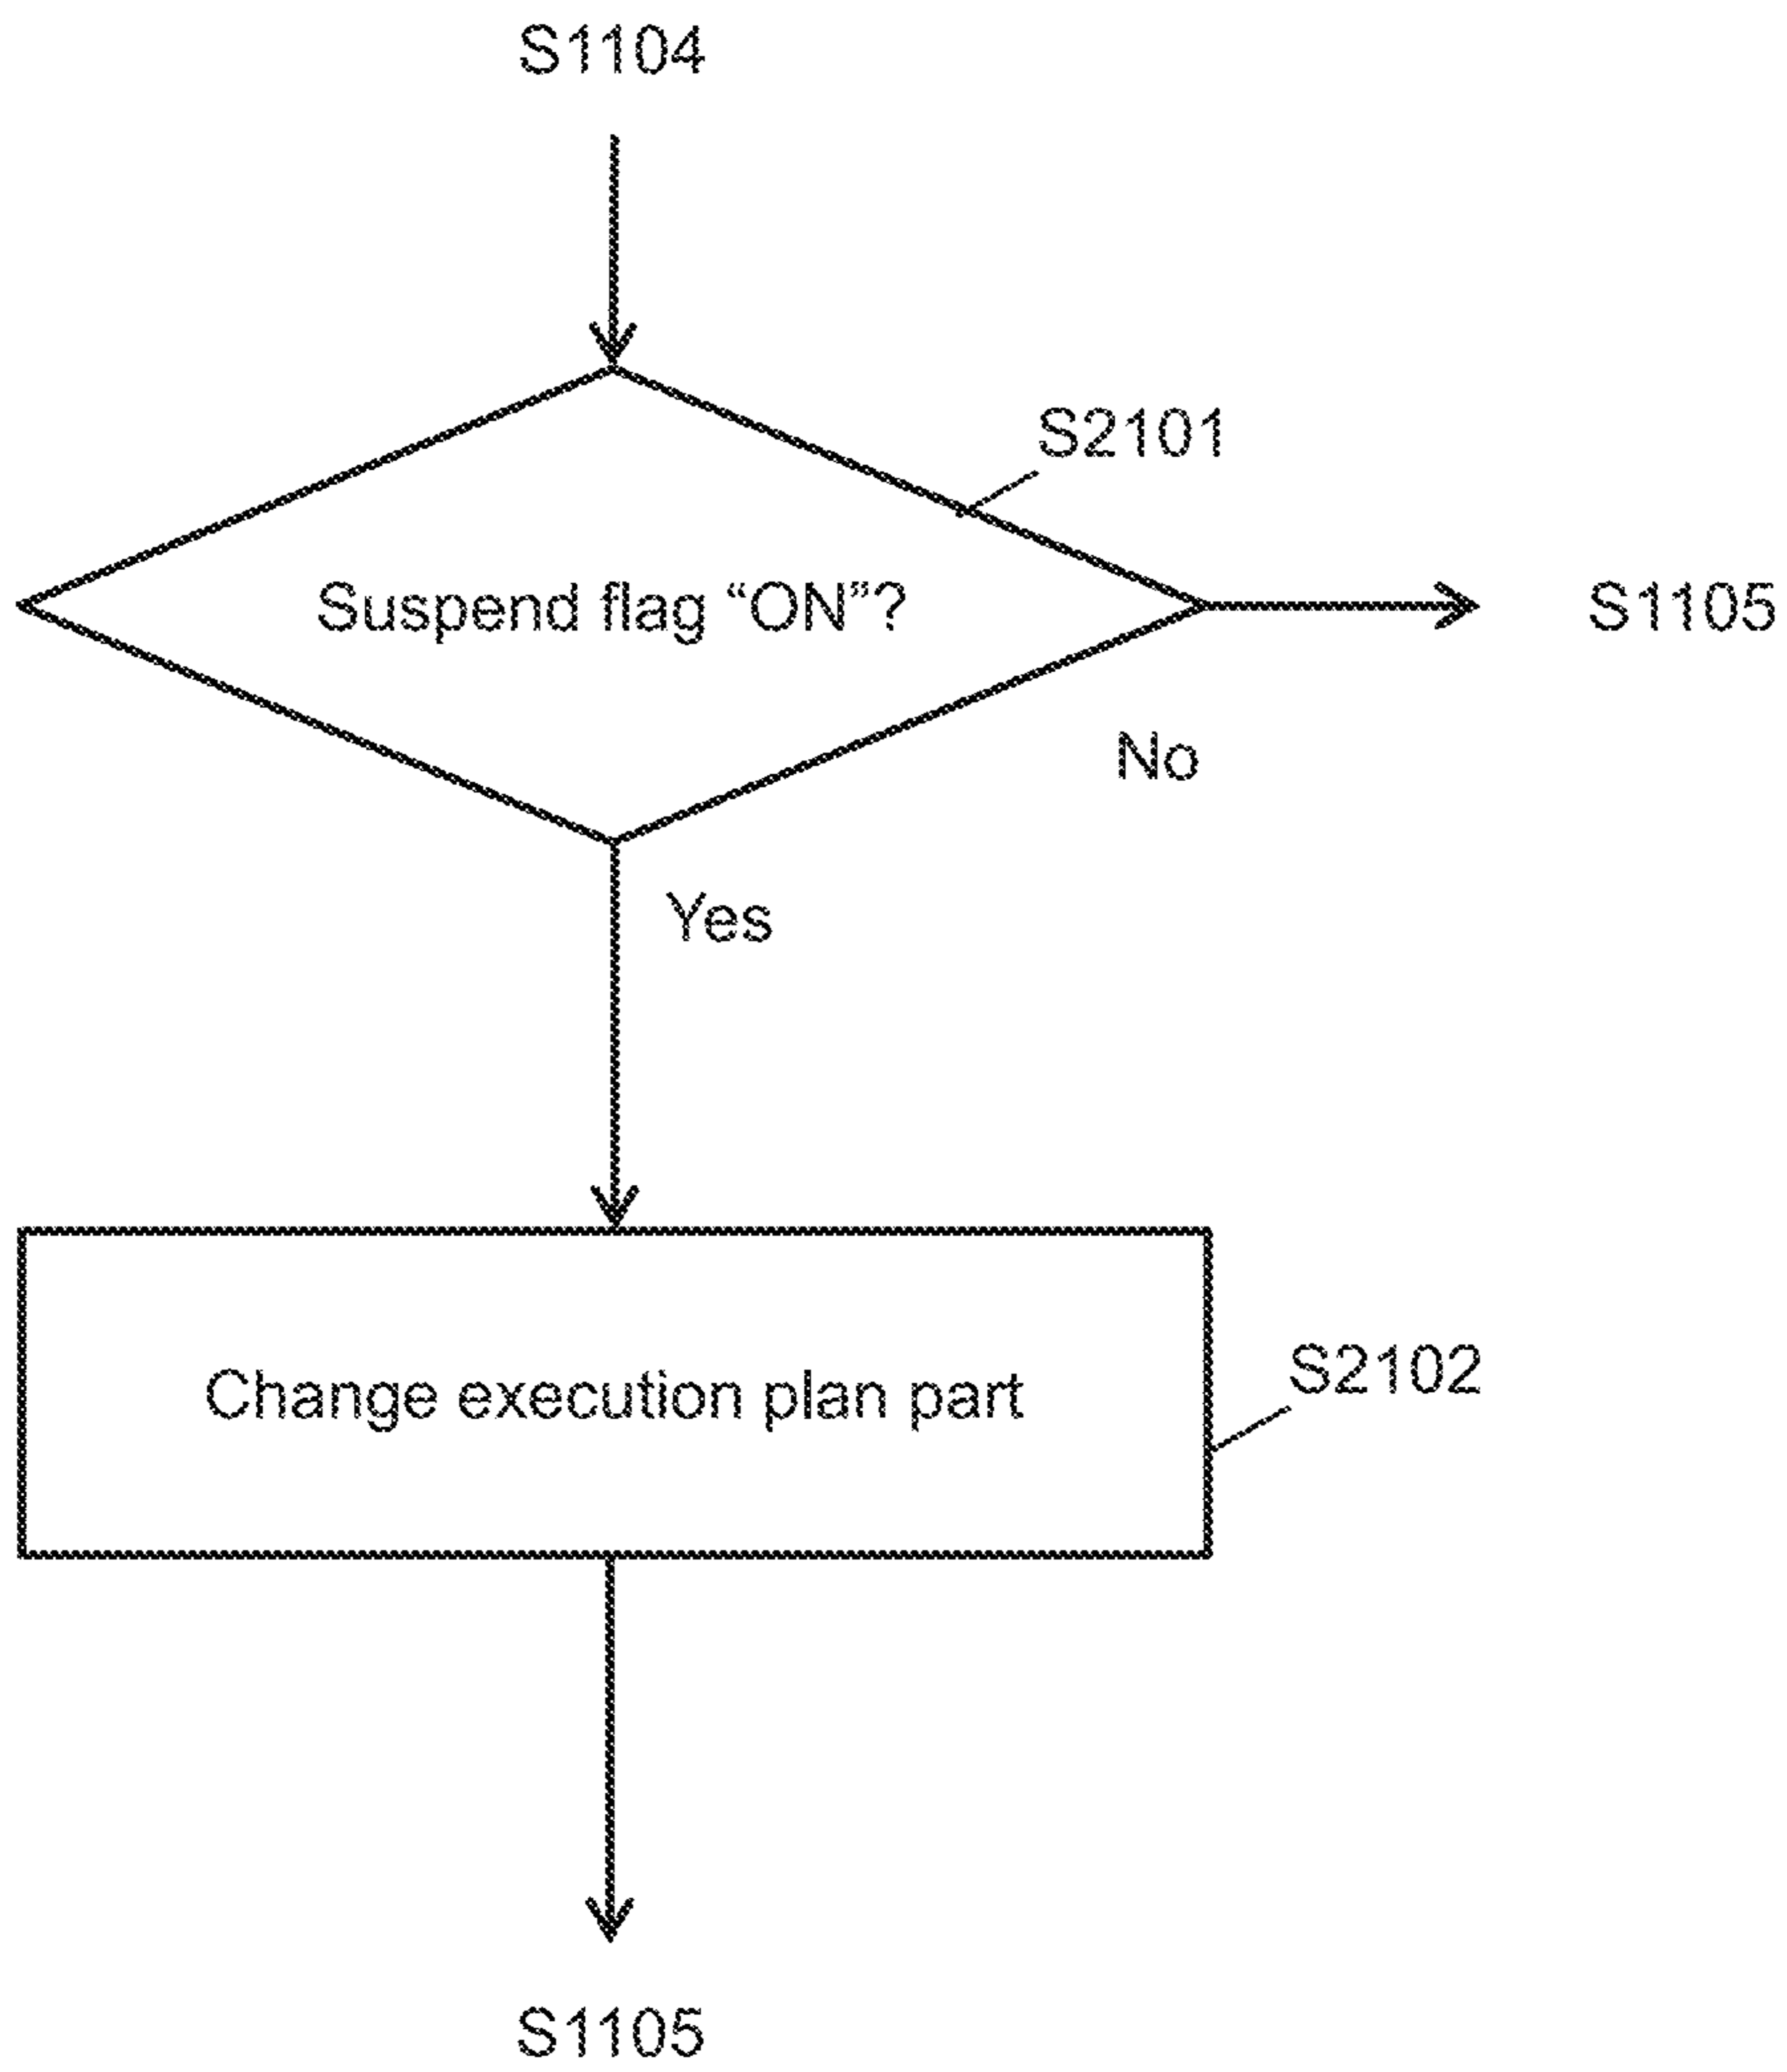 S1104
S2101
Suspend flag “ON”?
S1105
No
Yes
Change execution plan part
S2102
S1105